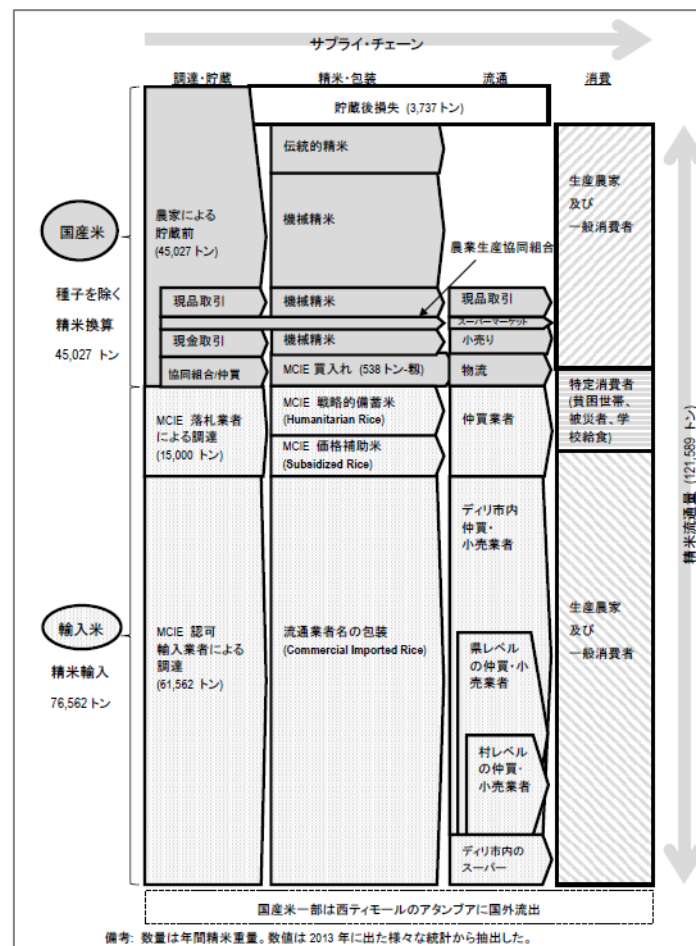 サプライ・チェーン
調達・貯蔵
精米・包装
流通
消費
貯蔵後損失 (3,737トン)
伝統的精米
生産農家
及び
一般消費者
農家による
貯蔵前
(45,027トン)
機械精米
国産米
農業生産協同組合
種子を除く
精米換算
45,027 トン
現品取引
機械精米
現品取引
スーパーマーケット
現金取引
機械精米
小売り
協同組合/仲買
MCIE 買入れ (538トン-籾)
物流
MCIE 落札業者
による調達
(15,000 トン)
MCIE 戦略的備蓄米
(Humanitarian Rice)
MCIE 価格補助米
(Subsidized Rice)
仲買業者
特定消費者
(貧困世帯、
被災者、学
校給食)
精米流通量 (121,589 トン)
ディリ市内
仲買・
小売業者
輸入米
精米輸入
76,562トン
MCIE 認可
輸入業者による
調達
(61,562 トン)
流通業者名の包装
(Commercial Imported Rice)
県レベル
の仲買・小
売業者
生産農家
及び
一般消費者
村レベル
の仲買・
小売業者
ディリ市内の
スーパー
国産米一部は西ティモールのアタンブアに国外流出
備考: 数量は年間精米重量。数値は 2013 年に出た様々な統計から抽出した。